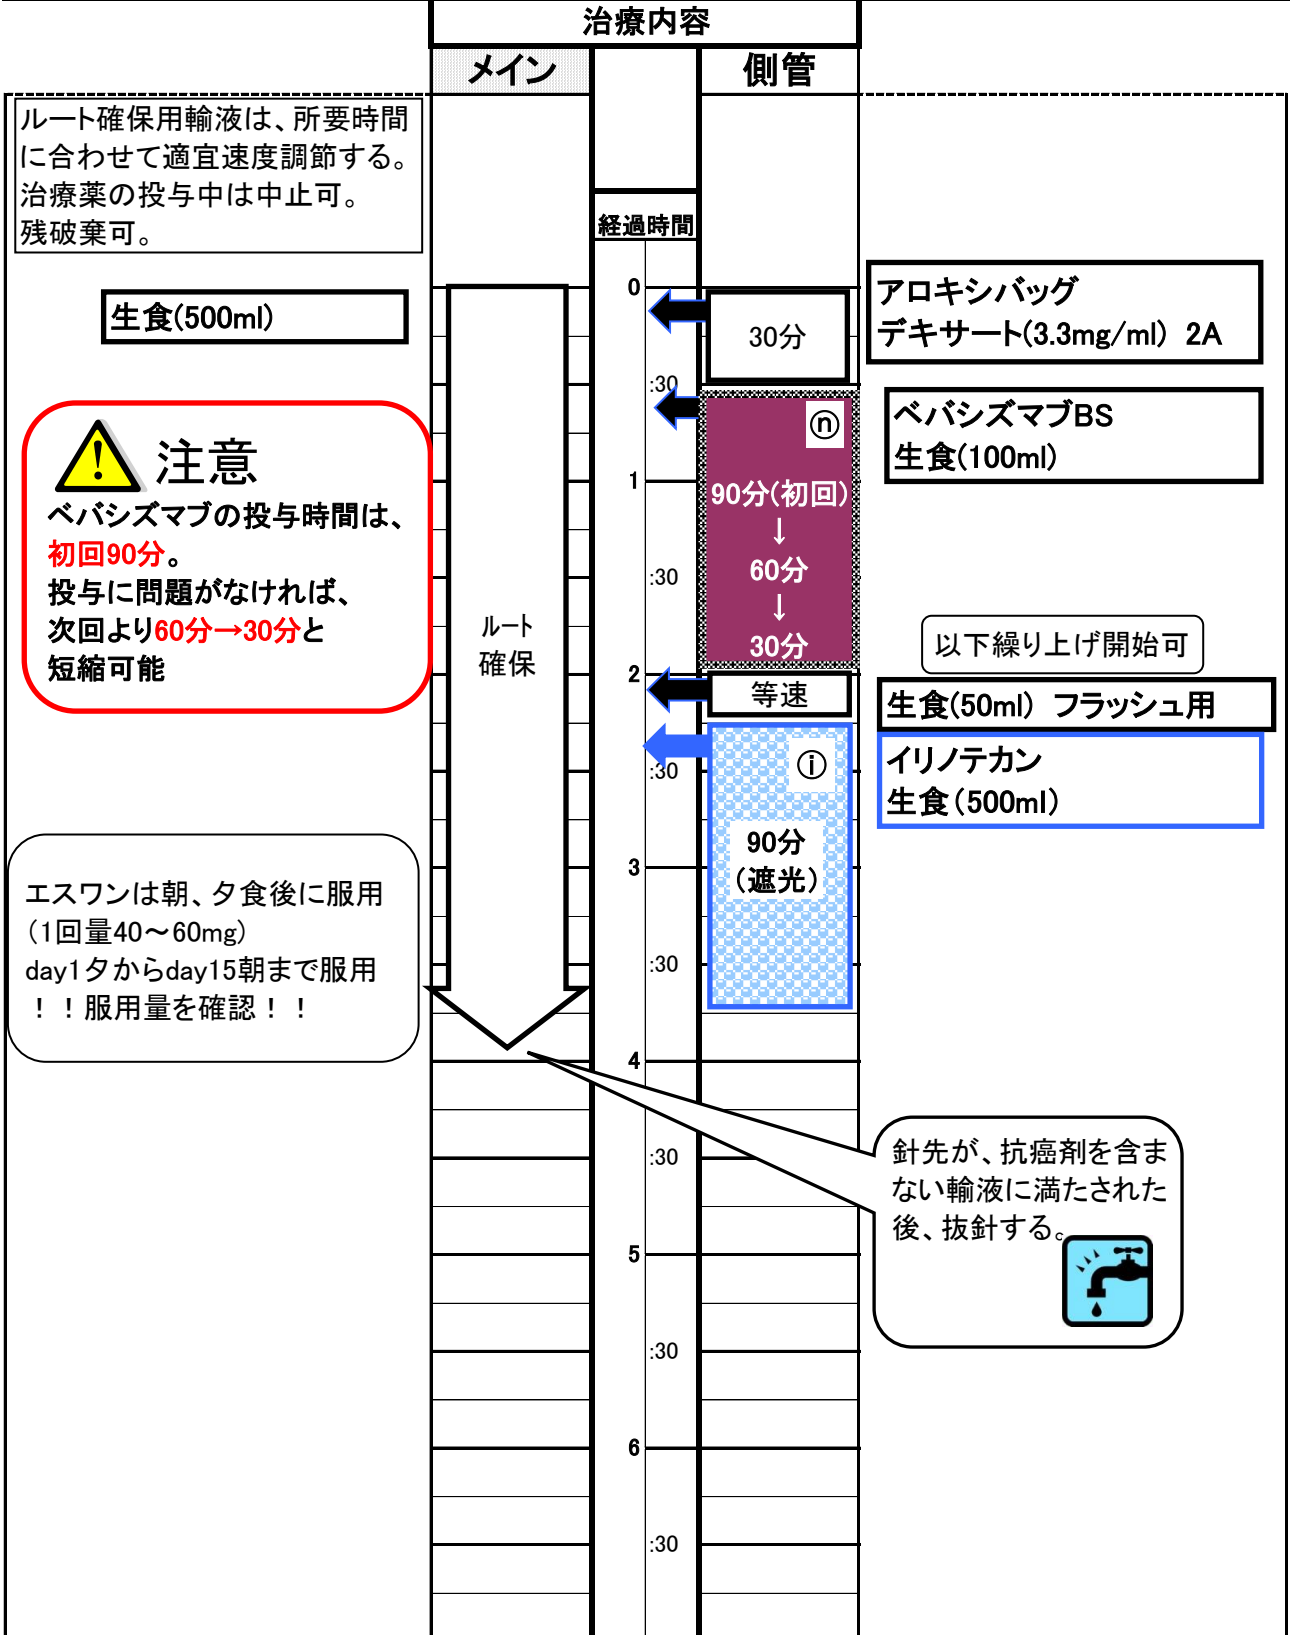 治療内容
メイン
側管
ルート確保用輸液は、所要時間
に合わせて適宜速度調節する。
治療薬の投与中は中止可。
残破棄可。
経過時間
生食(500ml)
0
30分
アロキシバッグ
デキサート(3.3mg/ml) 2A
:30
ⓝ
ベバシズマブBS
生食(100ml)
注意
ベバシズマブの投与時間は、
初回90分。
投与に問題がなければ、
次回より60分→30分と
短縮可能
1
90分(初回)
↓
60分
↓
30分
:30
ルート
確保
以下繰り上げ開始可
2
等速
生食(50ml) フラッシュ用
ⓘ
イリノテカン
生食(500ml)
:30
90分
(遮光)
3
エスワンは朝、夕食後に服用
(1回量40～60mg)
day1夕からday15朝まで服用
！！服用量を確認！！
:30
4
:30
針先が、抗癌剤を含ま
ない輸液に満たされた
後、抜針する。
5
:30
6
:30